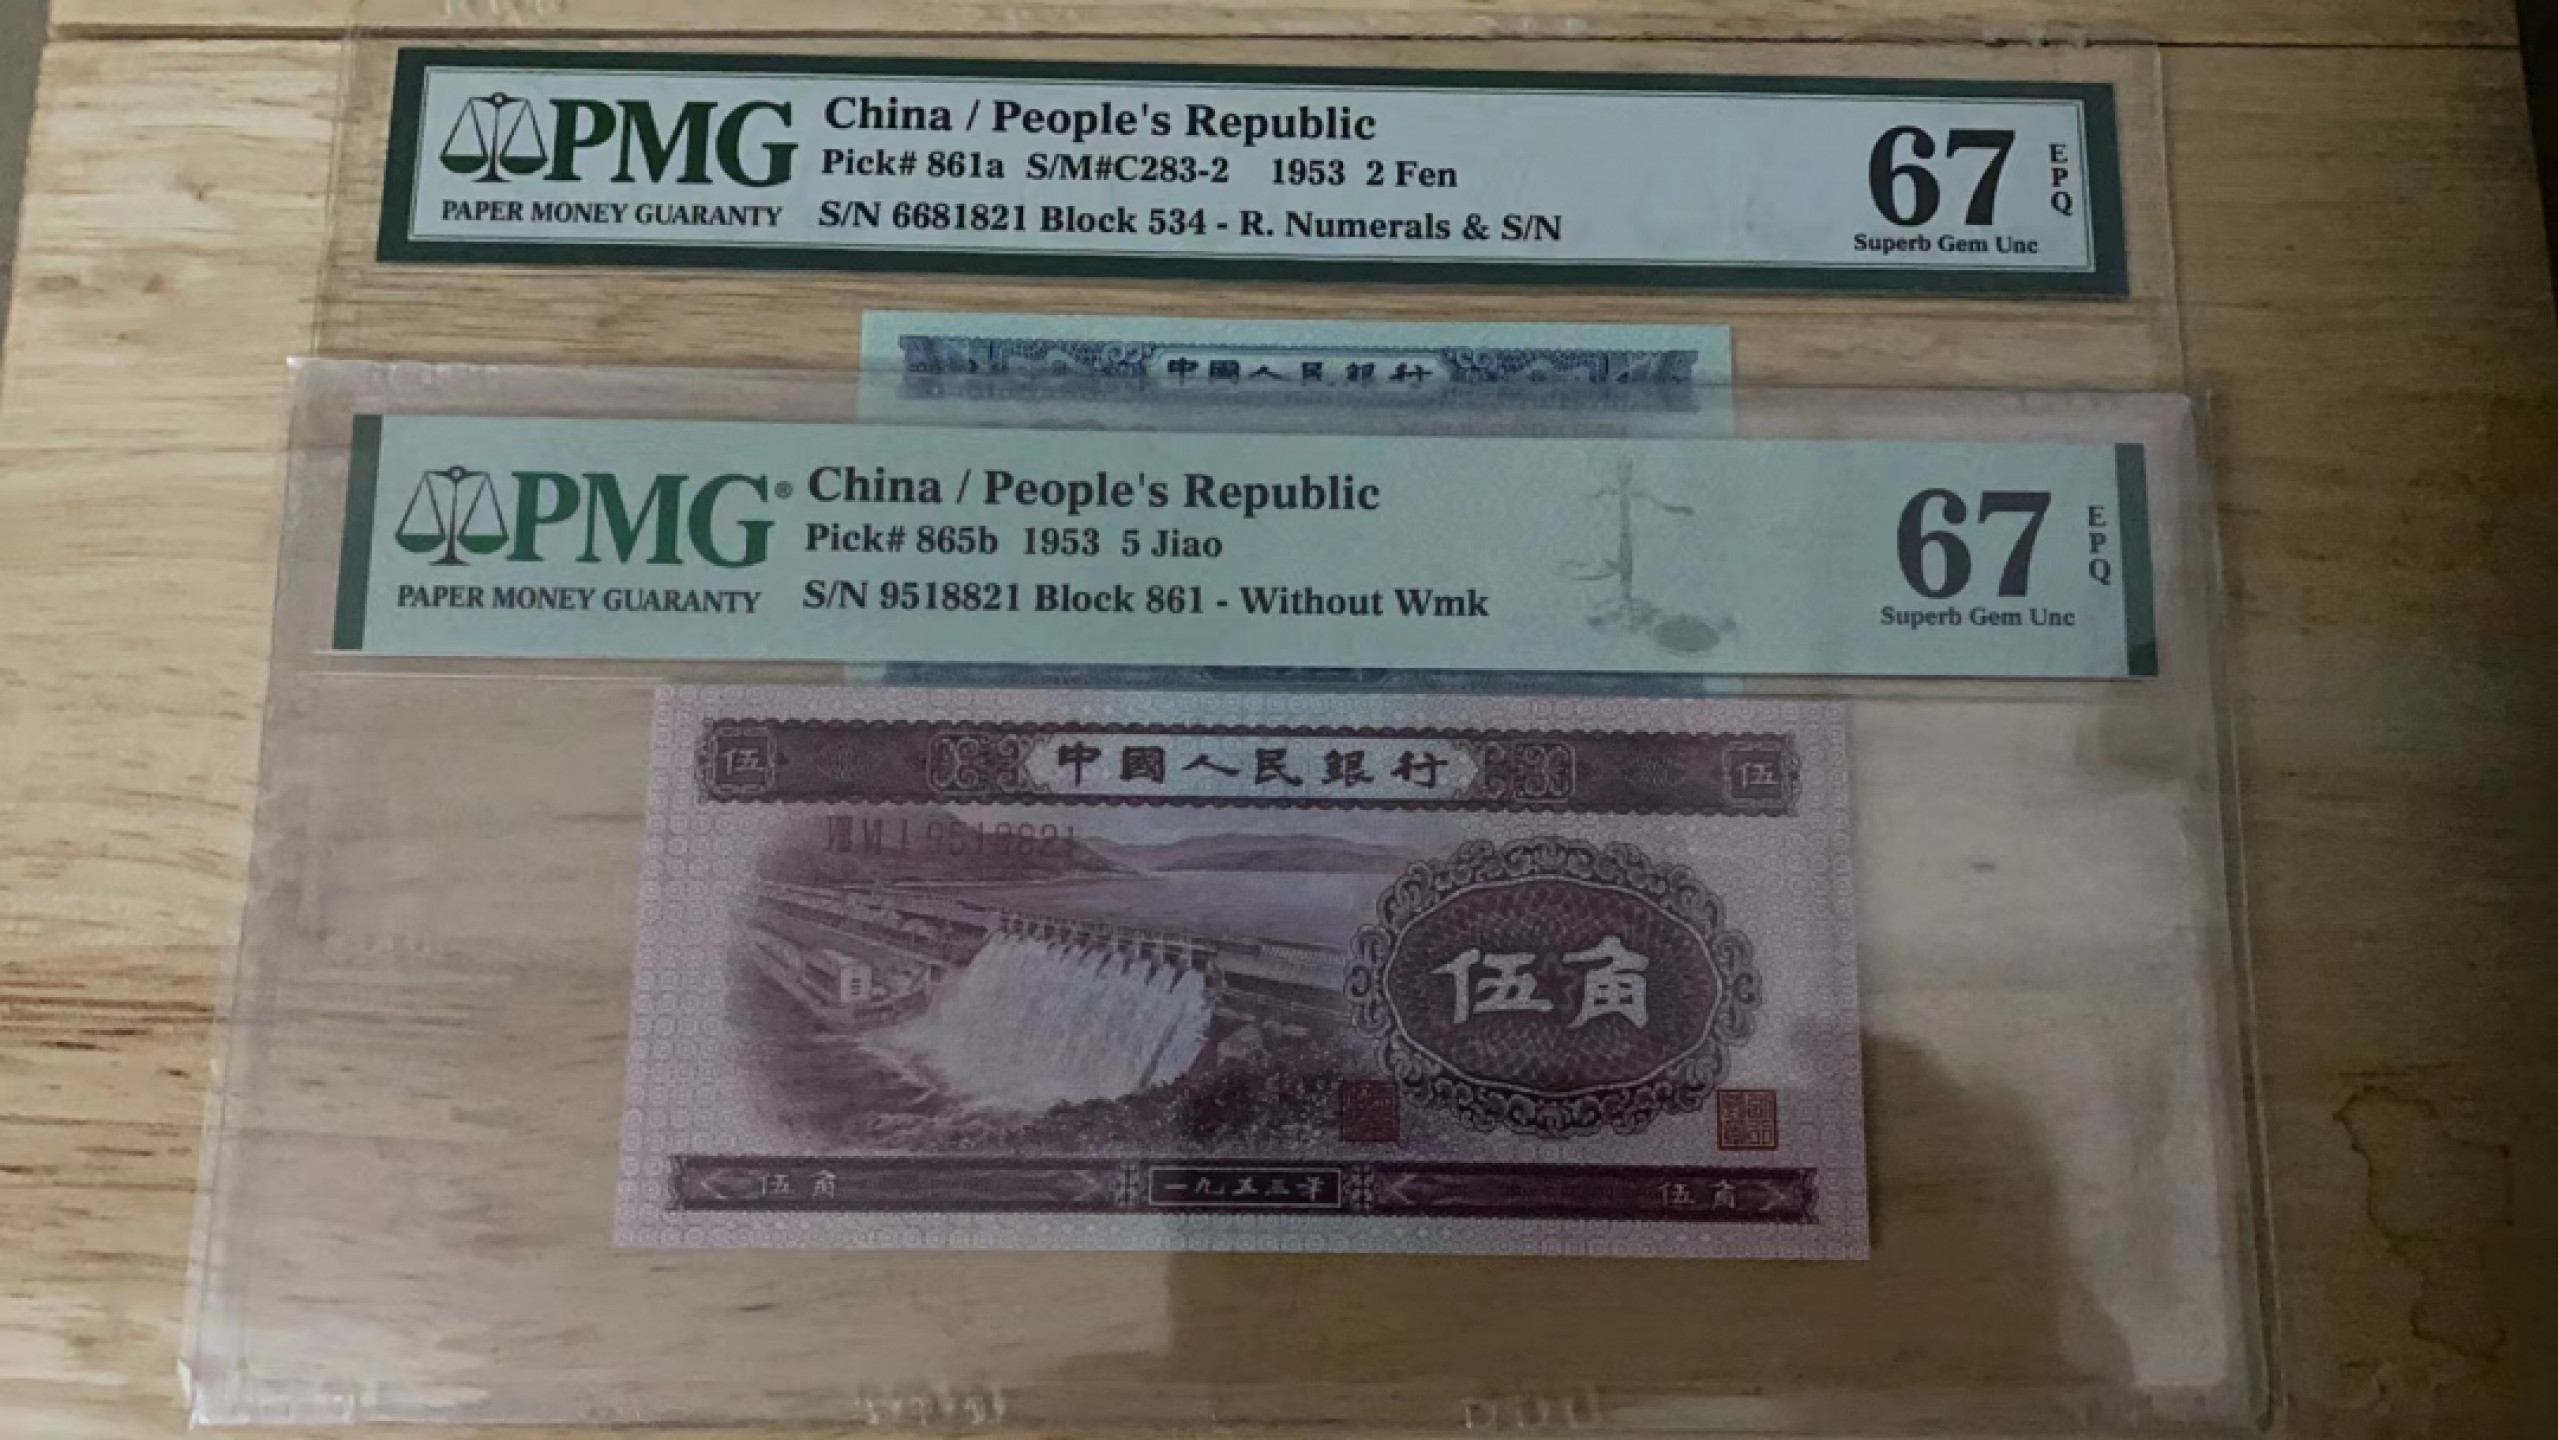 PMG
PAPER MONEY GUARANTY
China / People's Republic
Pick# 861a S/M#C283-2 1953 2 Fen
S/N 6681821 Block 534 - R. Numerals & S/N
67
EPQ
Superb Gem Unc
中國人民銀行
PMG®
PAPER MONEY GUARANTY
China / People's Republic
Pick# 865b 1953 5 Jiao
S/N 9518821 Block 861 - Without Wmk
67
EPQ
Superb Gem Unc
伍 中國人民銀行 伍
9518821
伍角
伍角 一九五三年 伍角